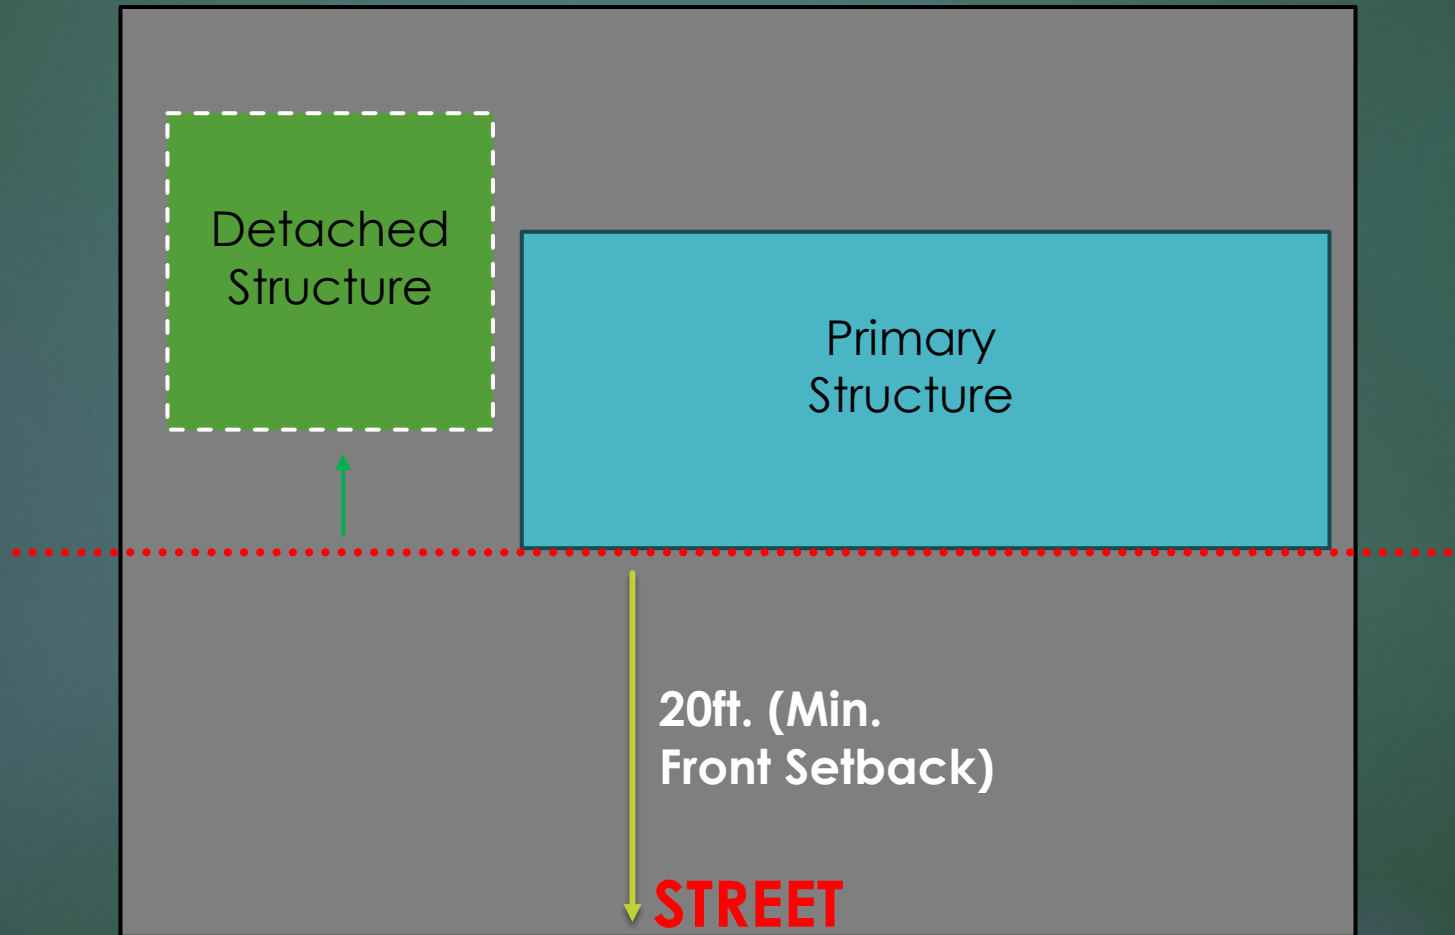 Detached
Structure
Primary
Structure
20ft. (Min.
Front Setback)
STREET